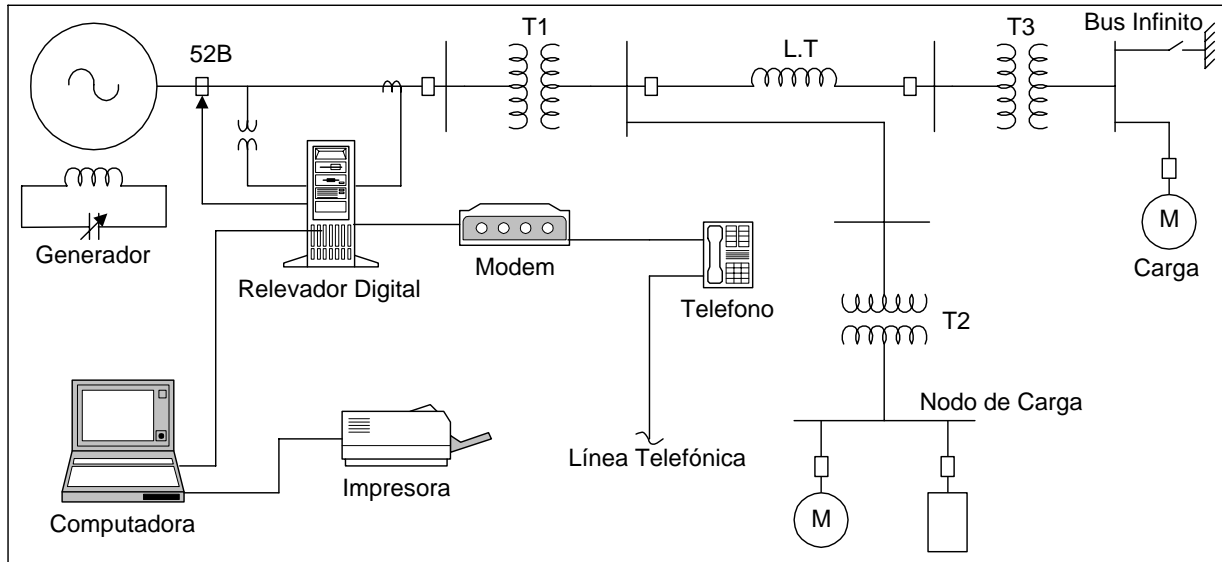 Bus Infinito
T1
T3
52B
L.T
M
Generador
Modem
Carga
Relevador Digital
Telefono
T2
Nodo de Carga
Línea Telefónica
Impresora
Computadora
M